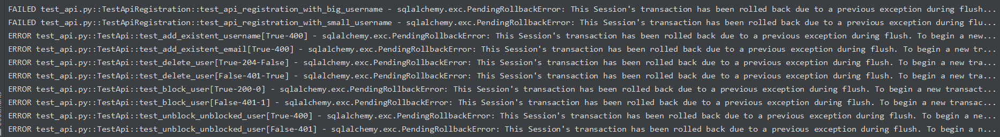 FAILED test_api.py::TestApiRegistration::test_api_registration_with_big_username - sqlalchemy.exc.PendingRollbackError: This Session's transaction has been rolled back due to a previous exception during flush...
FAILED test_api.py::TestApiRegistration::test_api_registration_with_small_username - sqlalchemy.exc.PendingRollbackError: This Session's transaction has been rolled back due to a previous exception during flu...
ERROR test_api.py::TestApi::test_add_existent_username[True-400] - sqlalchemy.exc.PendingRollbackError: This Session's transaction has been rolled back due to a previous exception during flush. To begin a new...
ERROR test_api.py::TestApi::test_add_existent_email[True-400] - sqlalchemy.exc.PendingRollbackError: This Session's transaction has been rolled back due to a previous exception during flush. To begin a new tr...
ERROR test_api.py::TestApi::test_delete_user[True-204-False] - sqlalchemy.exc.PendingRollbackError: This Session's transaction has been rolled back due to a previous exception during flush. To begin a new tra...
ERROR test_api.py::TestApi::test_delete_user[False-401-True] - sqlalchemy.exc.PendingRollbackError: This Session's transaction has been rolled back due to a previous exception during flush. To begin a new tra...
ERROR test_api.py::TestApi::test_block_user[True-200-0] - sqlalchemy.exc.PendingRollbackError: This Session's transaction has been rolled back due to a previous exception during flush. To begin a new transact...
ERROR test_api.py::TestApi::test_block_user[False-401-1] - sqlalchemy.exc.PendingRollbackError: This Session's transaction has been rolled back due to a previous exception during flush. To begin a new transac...
ERROR test_api.py::TestApi::test_unblock_unblocked_user[True-400] - sqlalchemy.exc.PendingRollbackError: This Session's transaction has been rolled back due to a previous exception during flush. To begin a ne...
ERROR test_api.py::TestApi::test_unblock_unblocked_user[False-401] - sqlalchemy.exc.PendingRollbackError: This Session's transaction has been rolled back due to a previous exception during flush. To begin a n...